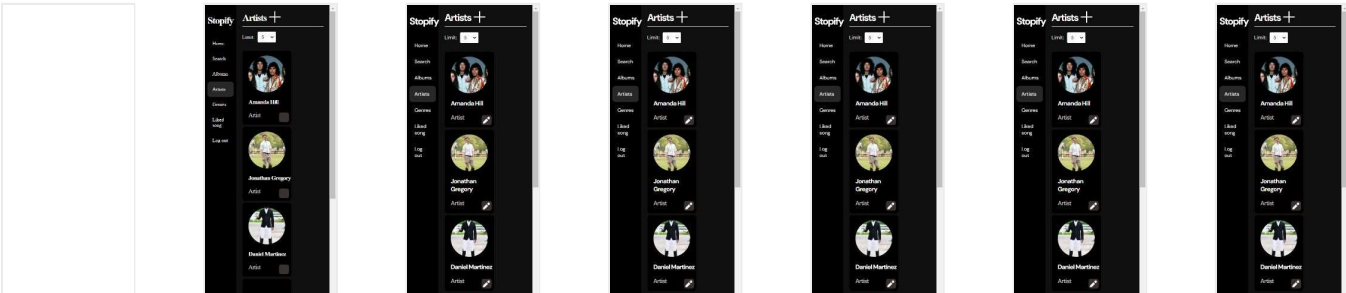 Stopify
Artists
Home
Search
Albums
Artists
Genres
Liked
song
Log out
Limit: 5
Amanda Hill
Artist
Jonathan Gregory
Artist
Daniel Martinez
Artist
Stopify
Artists
Home
Search
Albums
Artists
Genres
Liked
song
Log
out
Limit: 5
Amanda Hill
Artist
Jonathan
Gregory
Artist
Daniel Martinez
Artist
Stopify
Artists
Home
Search
Albums
Artists
Genres
Liked
song
Log
out
Limit: 5
Amanda Hill
Artist
Jonathan
Gregory
Artist
Daniel Martinez
Artist
Stopify
Artists
Home
Search
Albums
Artists
Genres
Liked
song
Log
out
Limit: 5
Amanda Hill
Artist
Jonathan
Gregory
Artist
Daniel Martinez
Artist
Stopify
Artists
Home
Search
Albums
Artists
Genres
Liked
song
Log
out
Limit: 5
Amanda Hill
Artist
Jonathan
Gregory
Artist
Daniel Martinez
Artist
Stopify
Artists
Home
Search
Albums
Artists
Genres
Liked
song
Log
out
Limit: 5
Amanda Hill
Artist
Jonathan
Gregory
Artist
Daniel Martinez
Artist